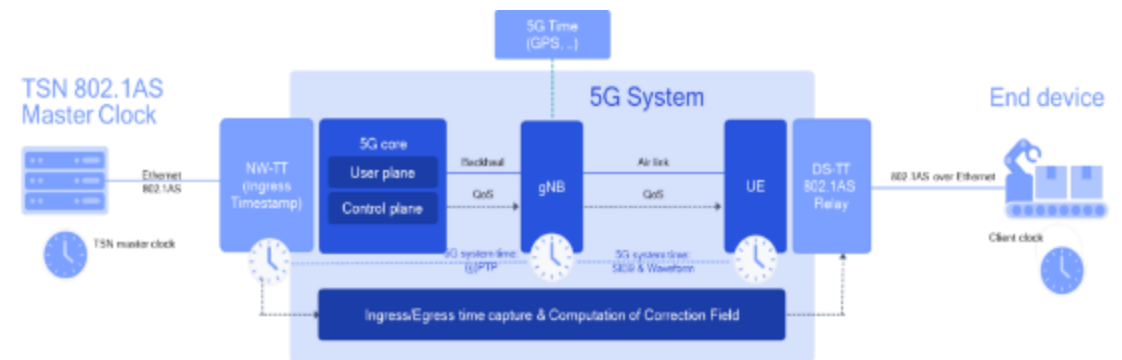 5G Time
(GPS, ..)
TSN 802.1AS
Master Clock
5G System
End device
5G core
User plane
Control plane
NW-TT
(Ingress
Timestamp)
Ethernet
802.1AS
Backhaul
QoS
gNB
Air link
QoS
UE
DS-TT
802.1AS
Relay
802.1AS over Ethernet
TSN master clock
Client clock
5G system time:
(g)PTP
5G system time:
SIB9 & Waveform
Ingress/Egress time capture & Computation of Correction Field